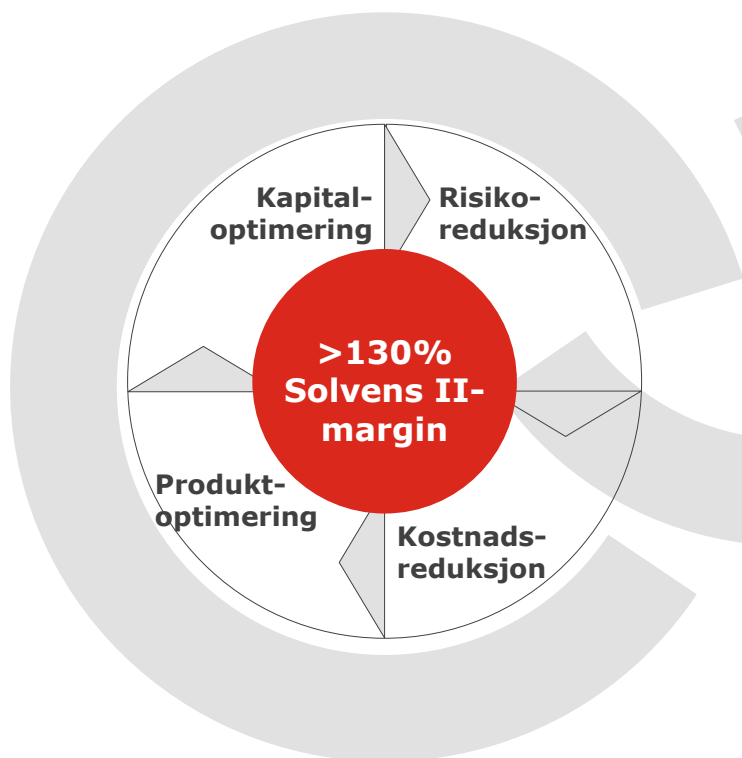 Kapital-
optimering
Risiko-
reduksjon
>130%
Solvens II-
margin
Produkt-
optimering
Kostnads-
reduksjon